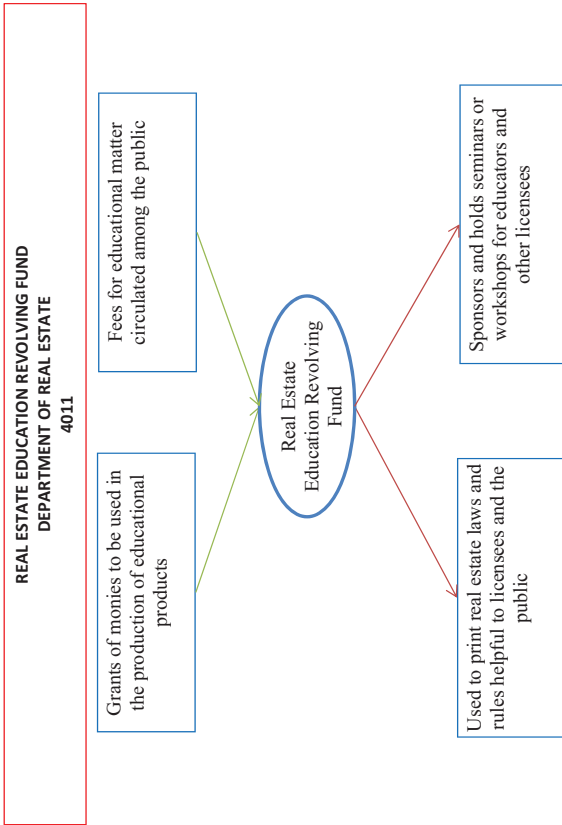 REAL ESTATE EDUCATION REVOLVING FUND
DEPARTMENT OF REAL ESTATE
4011
Grants of monies to be used in
the production of educational
products
Fees for educational matter
circulated among the public
Real Estate
Education Revolving
Fund
Used to print real estate laws and
rules helpful to licensees and the
public
Sponsors and holds seminars or
workshops for educators and
other licensees